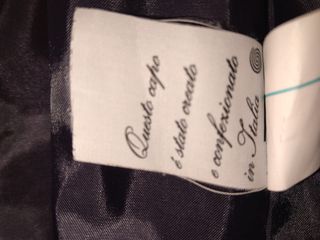 Questo capo
è stato creato
e confezionato
in Italia